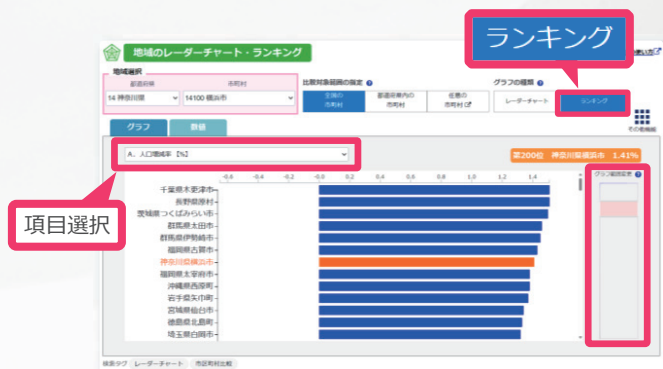 ランキング
地域のレーダーチャート・ランキング
使い方
地域選択
都道府県
市町村
比較対象範囲の指定
グラフの種類
14 神奈川県
14100 横浜市
全国の
市町村
都道府県内の
市町村
任意の
市町村
レーダーチャート
ランキング
その他機能
グラフ
数値
A. 人口増減率【%】
第200位 神奈川県横浜市 1.41%
項目選択
-0.6 -0.4 -0.2 -0.0 0.2 0.4 0.6 0.8 1.0 1.2 1.4
グラフ範囲変更
千葉県木更津市
長野県原村
茨城県つくばみらい市
群馬県太田市
群馬県伊勢崎市
福岡県古賀市
神奈川県横浜市
福岡県太宰府市
沖縄県西原町
岩手県矢巾町
宮城県仙台市
徳島県北島町
埼玉県白岡市
検索タグ レーダーチャート 市区町村比較